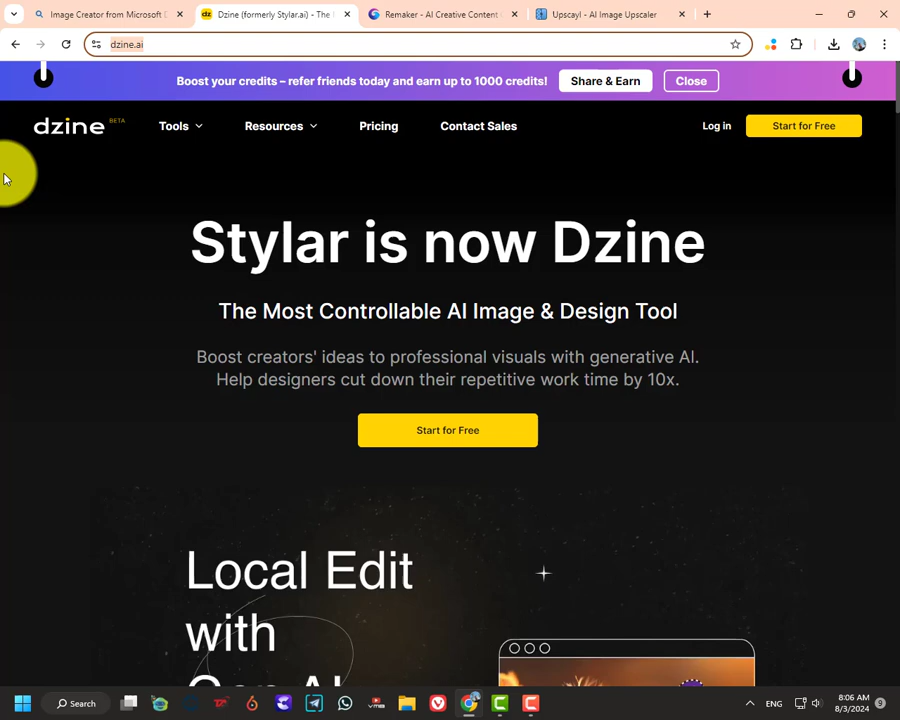 Image Creator from Microsoft D
Dzine (formerly Stylar.ai) - The
Remaker - AI Creative Content
Upscayl - AI Image Upscaler
dzine.ai
Boost your credits – refer friends today and earn up to 1000 credits!
Share & Earn
Close
dzine BETA
Tools
Resources
Pricing
Contact Sales
Log in
Start for Free
Stylar is now Dzine
The Most Controllable AI Image & Design Tool
Boost creators' ideas to professional visuals with generative AI.
Help designers cut down their repetitive work time by 10x.
Start for Free
Local Edit
with
Gen AI
Search
ENG
8:06 AM
8/3/2024